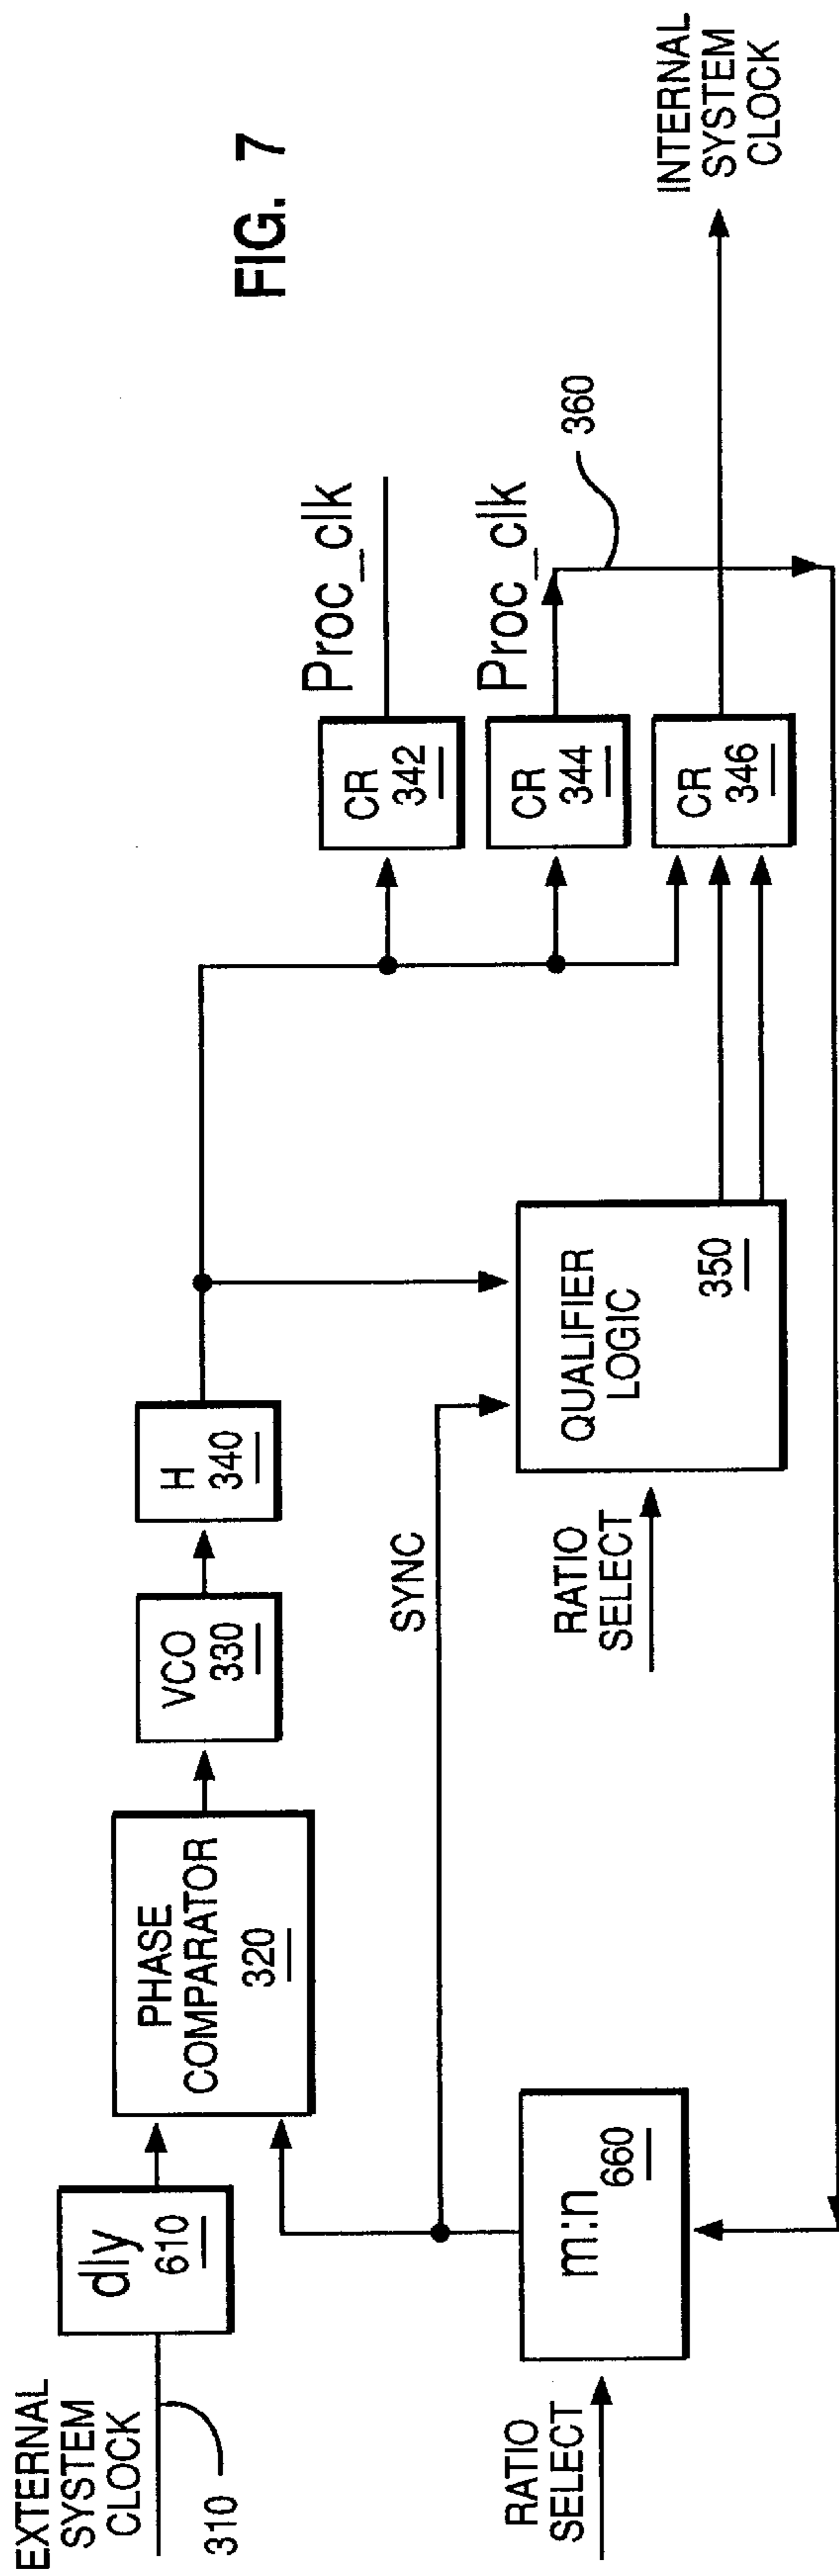 FIG. 7
EXTERNAL
SYSTEM
CLOCK
310
dly
610
PHASE
COMPARATOR
320
VCO
330
H
340
CR
342
Proc_clk
CR
344
Proc_clk
360
CR
346
INTERNAL
SYSTEM
CLOCK
SYNC
RATIO
SELECT
QUALIFIER
LOGIC
350
RATIO
SELECT
m:n
660